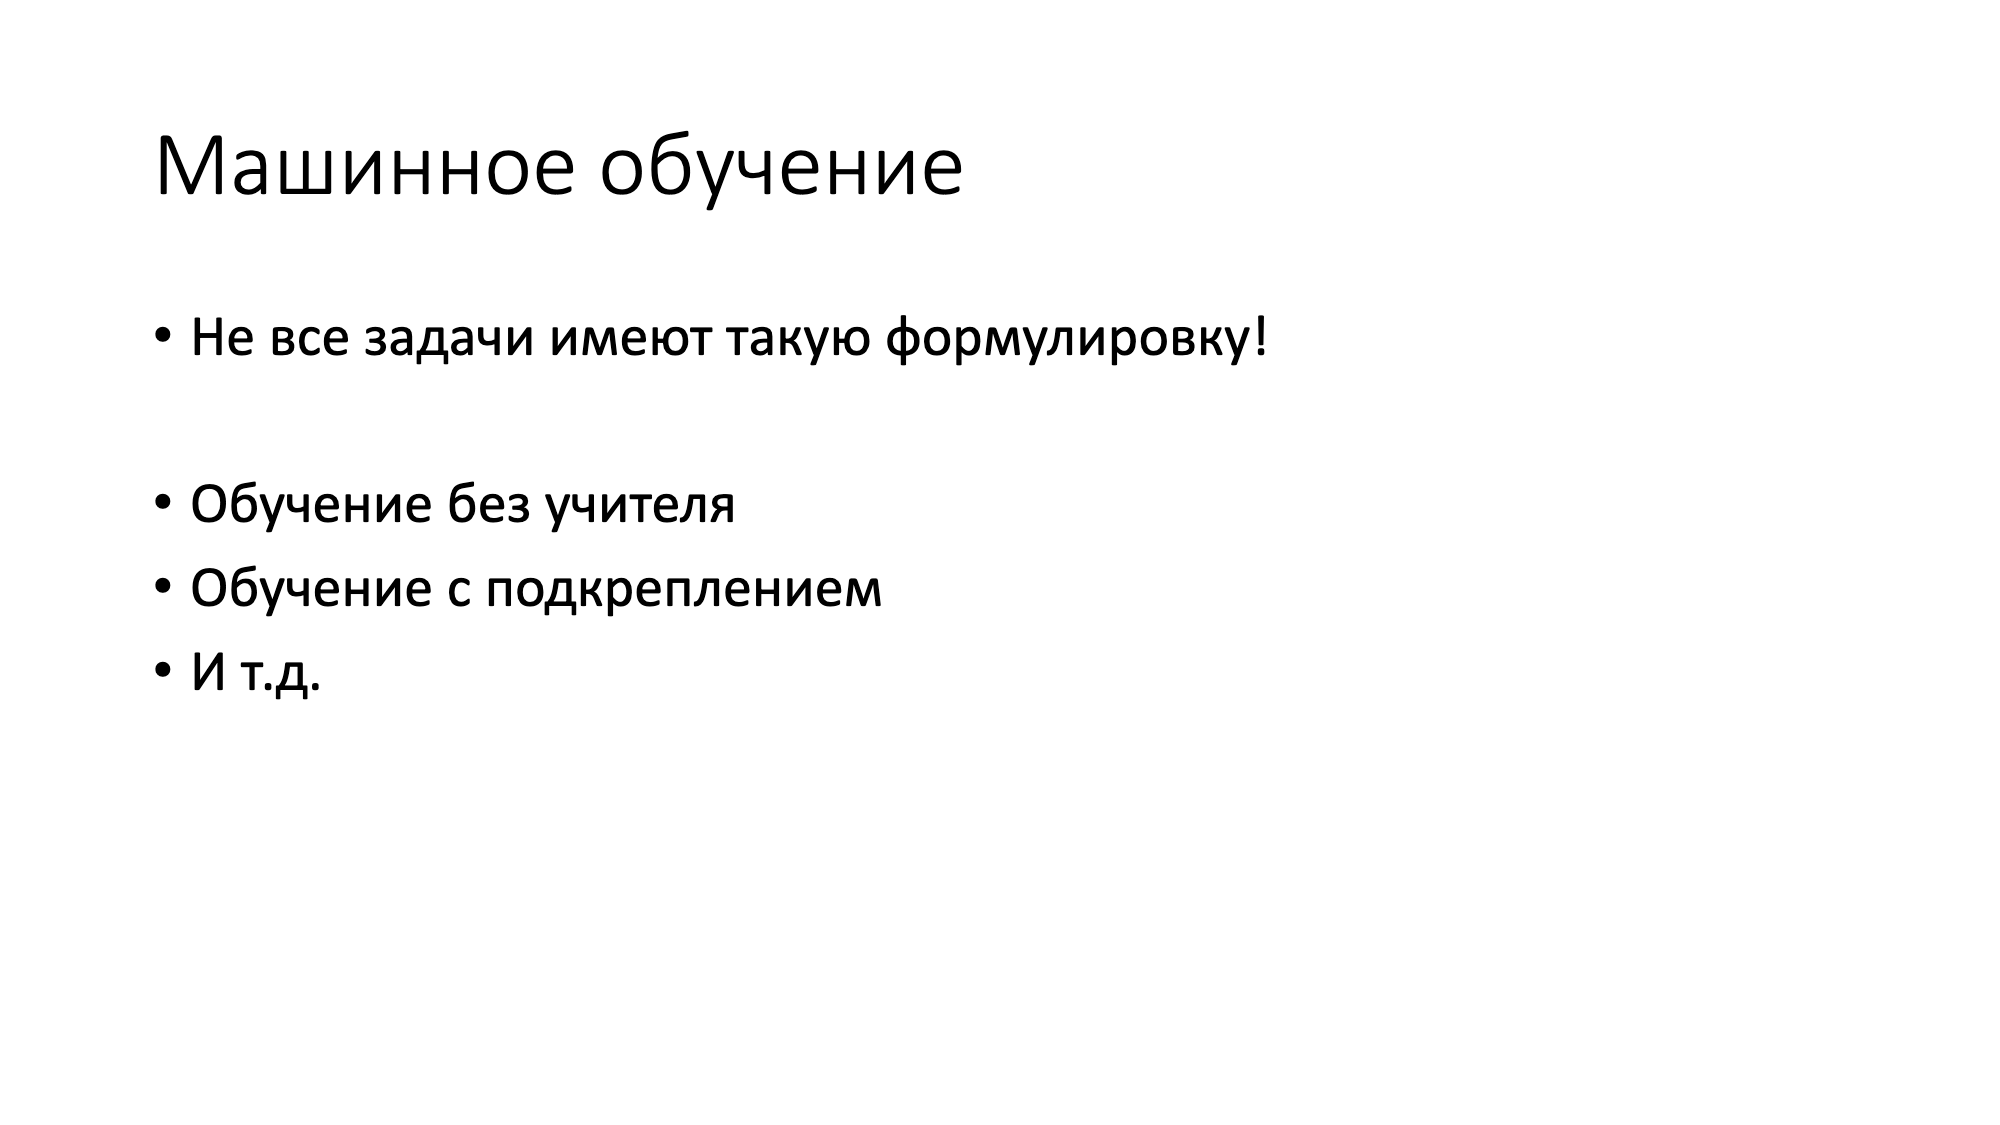 Машинное обучение
• Не все задачи имеют такую формулировку!
• Обучение без учителя
• Обучение с подкреплением
• И т.д.